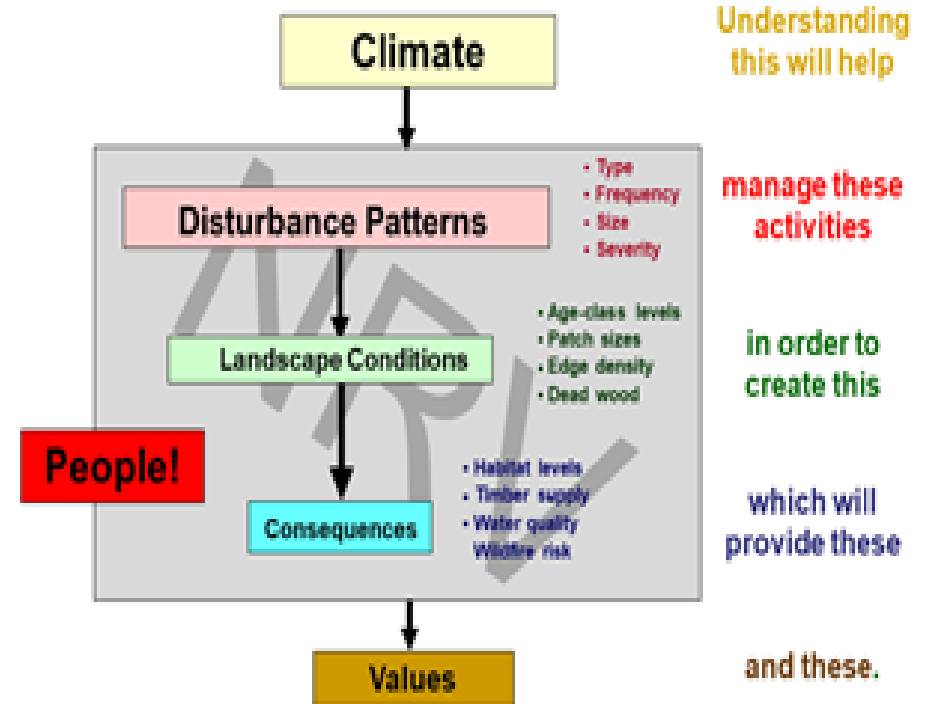 Climate
Understanding
this will help
Disturbance Patterns
• Type
• Frequency
• Size
• Severity
manage these
activities
Landscape Conditions
• Age-class levels
• Patch sizes
• Edge density
• Dead wood
in order to
create this
People!
Consequences
• Habitat levels
• Timber supply
• Water quality
Wildfire risk
which will
provide these
NRV
Values
and these.